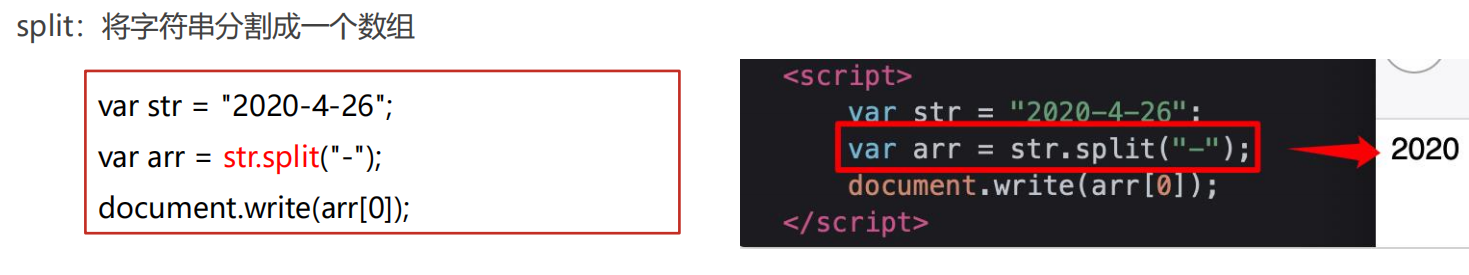 split：将字符串分割成一个数组
var str = "2020-4-26";
var arr = str.split("-");
document.write(arr[0]);
<script>
var str = "2020-4-26";
var arr = str.split("-");
document.write(arr[0]);
</script>
2020